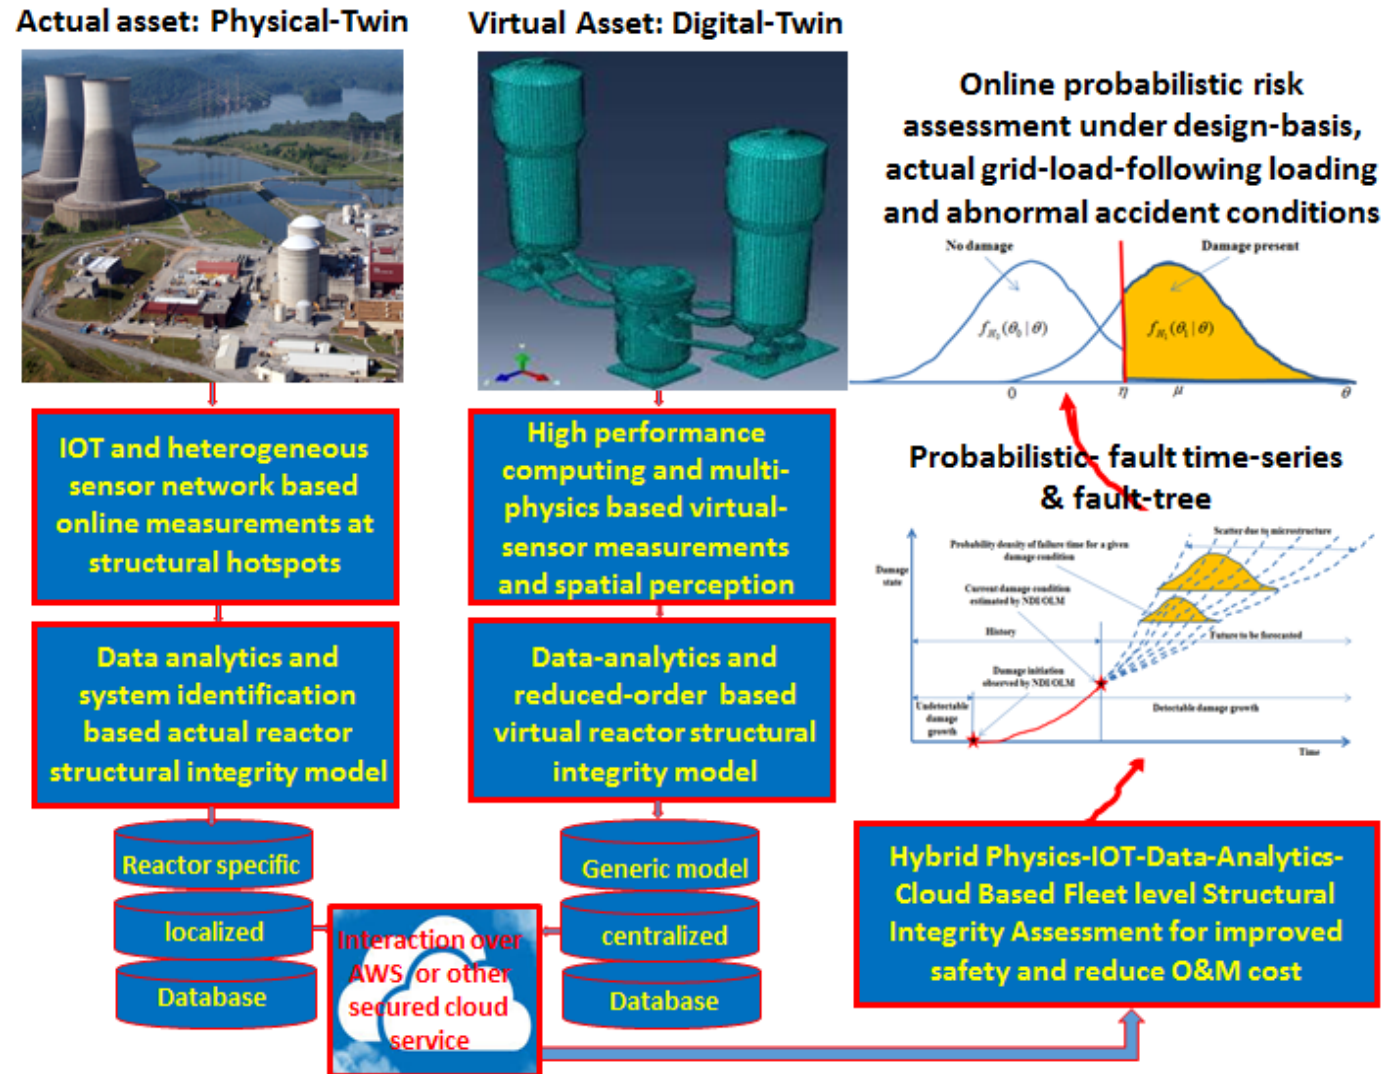 Actual asset: Physical-Twin
Virtual Asset: Digital-Twin
IOT and heterogeneous
sensor network based
online measurements at
structural hotspots
Data analytics and
system identification
based actual reactor
structural integrity model
Reactor specific
localized
Database
High performance
computing and multi-
physics based virtual-
sensor measurements
and spatial perception
Data-analytics and
reduced-order based
virtual reactor structural
integrity model
Generic model
centralized
Database
Interaction over
AWS or other
secured cloud
service
Online probabilistic risk
assessment under design-basis,
actual grid-load-following loading
and abnormal accident conditions
No damage
Damage present
f_{H_0}(θ_0|θ)
f_{H_1}(θ_1|θ)
0
η
μ
θ
Probabilistic- fault time-series
& fault-tree
Scatter due to microstructure
Probability density of failure time for a given
damage condition
Damage
state
Current damage condition
estimated by NDI/OLM
History
Future to be forecasted
Damage initiation
observed by NDI/OLM
Undetectable
damage
growth
Detectable damage growth
Time
Hybrid Physics-IOT-Data-Analytics-
Cloud Based Fleet level Structural
Integrity Assessment for improved
safety and reduce O&M cost